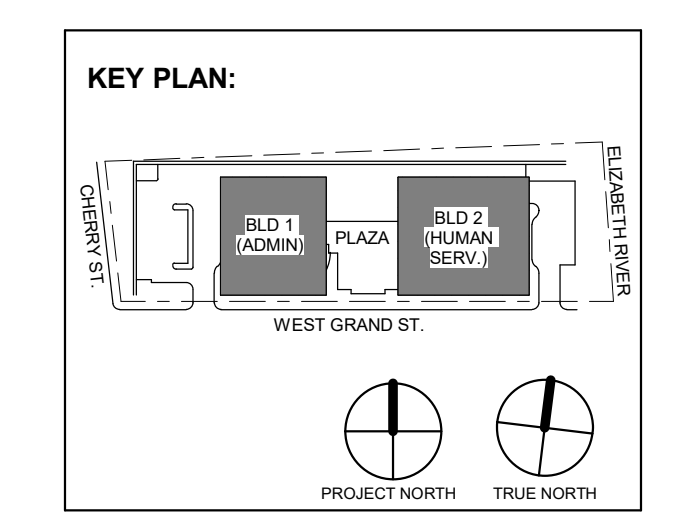 KEY PLAN:
CHERRY ST.
BLD 1
(ADMIN)
PLAZA
BLD 2
(HUMAN
SERV.)
ELIZABETH RIVER
WEST GRAND ST.
PROJECT NORTH
TRUE NORTH